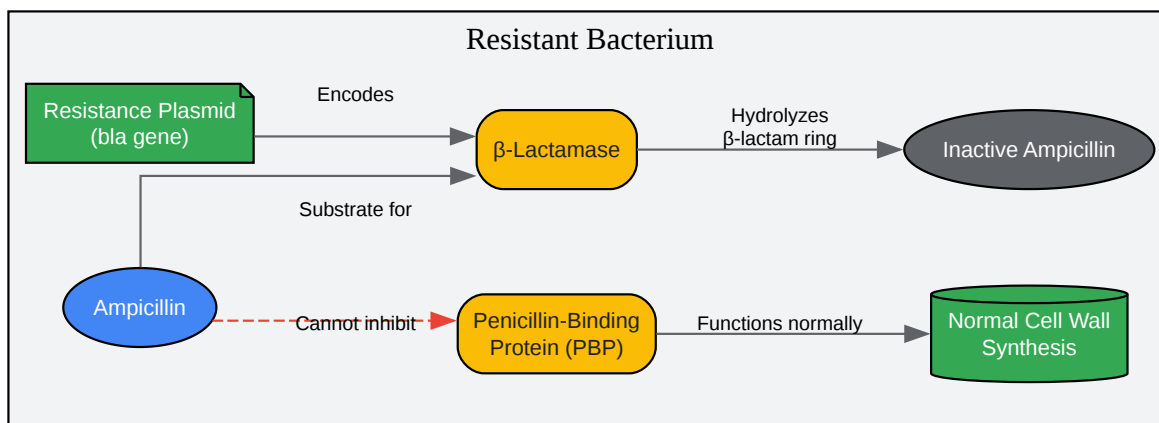 Resistant Bacterium
Resistance Plasmid
(bla gene)
Encodes
β-Lactamase
Hydrolyzes
β-lactam ring
Inactive Ampicillin
Substrate for
Ampicillin
Cannot inhibit
Penicillin-Binding
Protein (PBP)
Functions normally
Normal Cell Wall
Synthesis